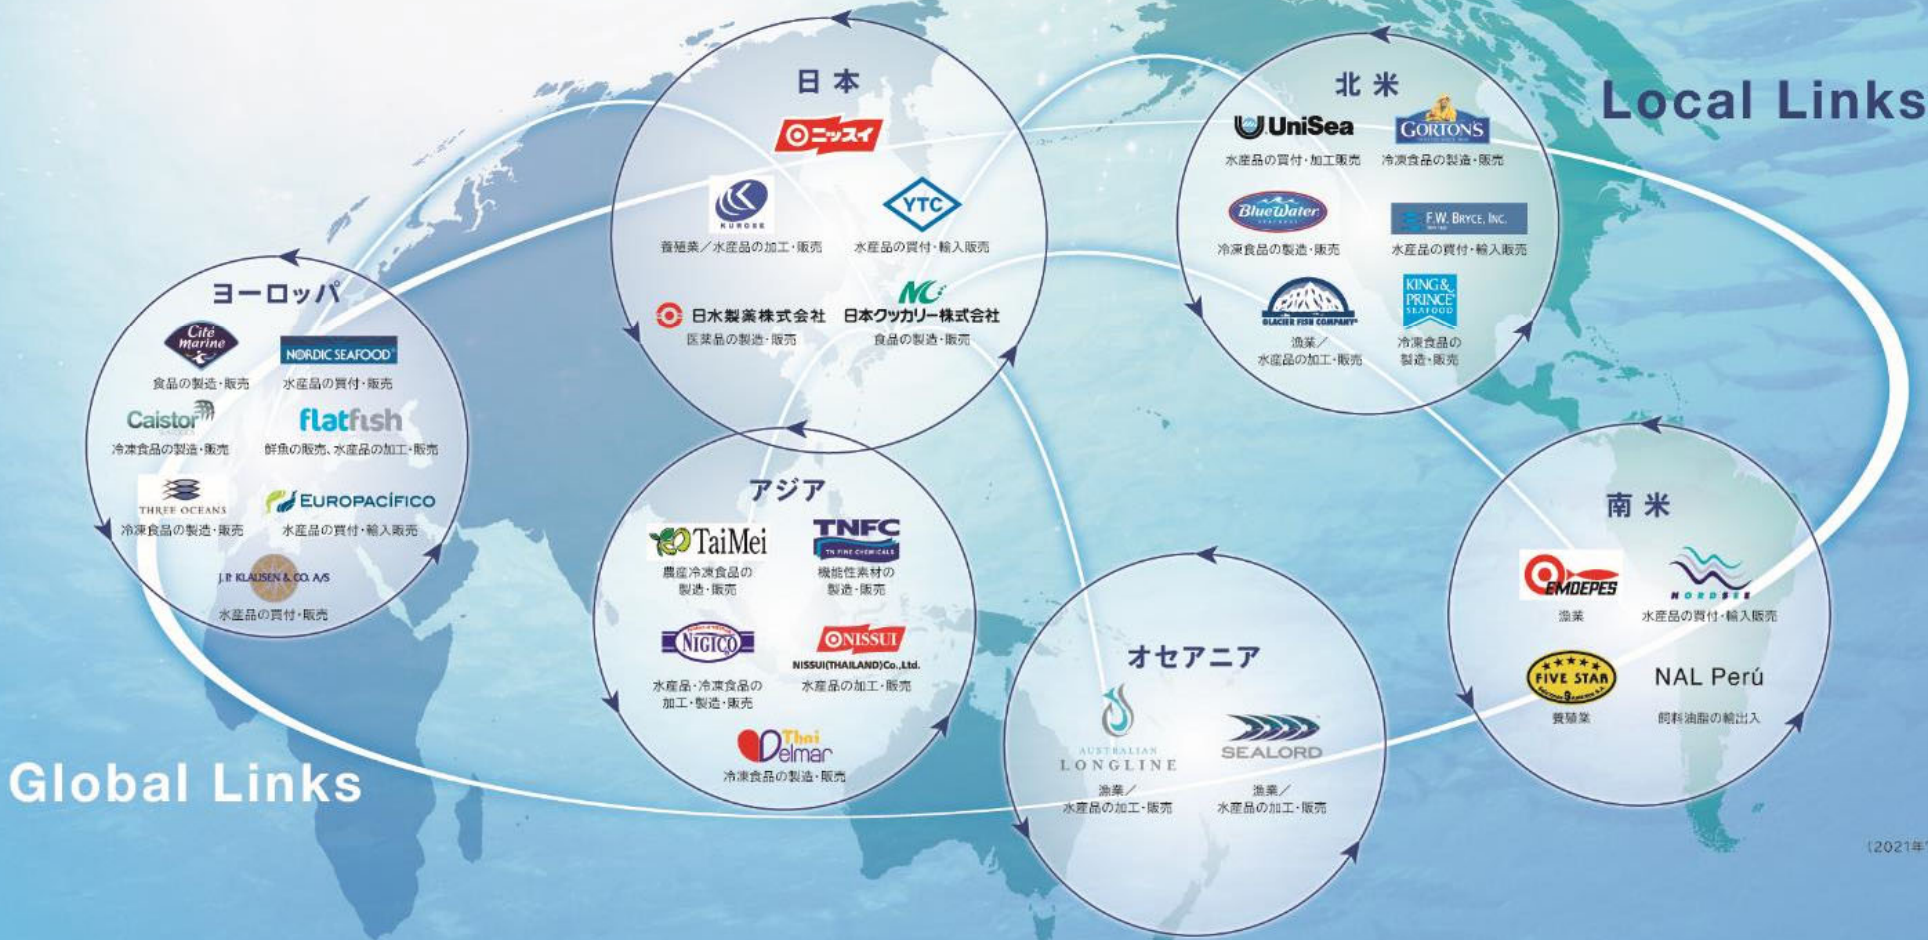 Local Links
日本
ニッスイ
KUROSE
養殖業／水産品の加工・販売
YTC
水産品の買付・輸入販売
日水製薬株式会社
医薬品の製造・販売
日本クッカリー株式会社
食品の製造・販売
北米
UniSea
水産品の買付・加工販売
GORTON'S
冷凍食品の製造・販売
BlueWater
SEAFOODS
冷凍食品の製造・販売
F.W. BRYCE, INC.
水産品の買付・輸入販売
GLACIER FISH COMPANY
漁業／
水産品の加工・販売
KING &
PRINCE
SEAFOOD
冷凍食品の
製造・販売
ヨーロッパ
Cité
marine
食品の製造・販売
NORDIC SEAFOOD
水産品の買付・販売
Caistor
冷凍食品の製造・販売
flatfish
鮮魚の販売、水産品の加工・販売
THREE OCEANS
冷凍食品の製造・販売
EUROPACÍFICO
水産品の買付・輸入販売
J.P. KLAUSEN & CO. A/S
水産品の買付・販売
アジア
TaiMei
農産冷凍食品の
製造・販売
TNFC
TN FINE CHEMICALS
機能性素材の
製造・販売
NIGICO
水産品・冷凍食品の
加工・製造・販売
NISSUI
NISSUI(THAILAND)Co.,Ltd.
水産品の加工・販売
Thai
Delmar
冷凍食品の製造・販売
オセアニア
AUSTRALIAN
LONGLINE
漁業／
水産品の加工・販売
SEALORD
漁業／
水産品の加工・販売
南米
EMDEPES
漁業
NORDSEE
水産品の買付・輸入販売
FIVE STAR
養殖業
NAL Perú
飼料油脂の輸出入
Global Links
(2021年